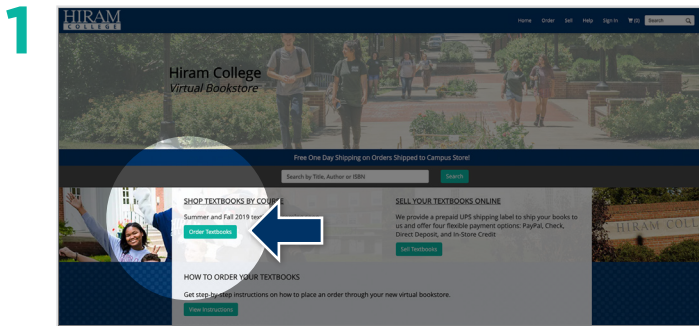 1
HIRAM
COLLEGE
Home Order Sell Help Sign In (0) Search
Hiram College
Virtual Bookstore
Free One Day Shipping on Orders Shipped to Campus Store!
Search by Title, Author or ISBN Search
SHOP TEXTBOOKS BY COURSE
Summer and Fall 2019
Order Textbooks
SELL YOUR TEXTBOOKS ONLINE
We provide a prepaid UPS shipping label to ship your books to
us and offer four flexible payment options: PayPal, Check,
Direct Deposit, and In-Store Credit
Sell Textbooks
HIRAM COLL
HOW TO ORDER YOUR TEXTBOOKS
Get step-by-step instructions on how to place an order through your new virtual bookstore.
View Instructions